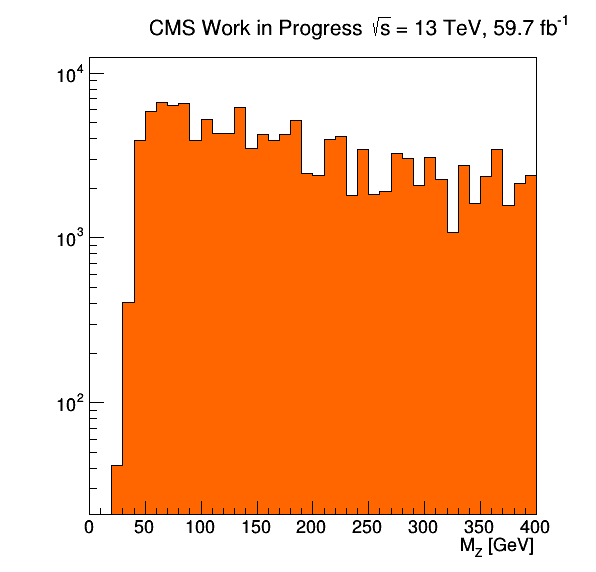 CMS Work in Progress √s = 13 TeV, 59.7 fb⁻¹
10⁴
10³
10²
0 50 100 150 200 250 300 350 400
M_Z [GeV]